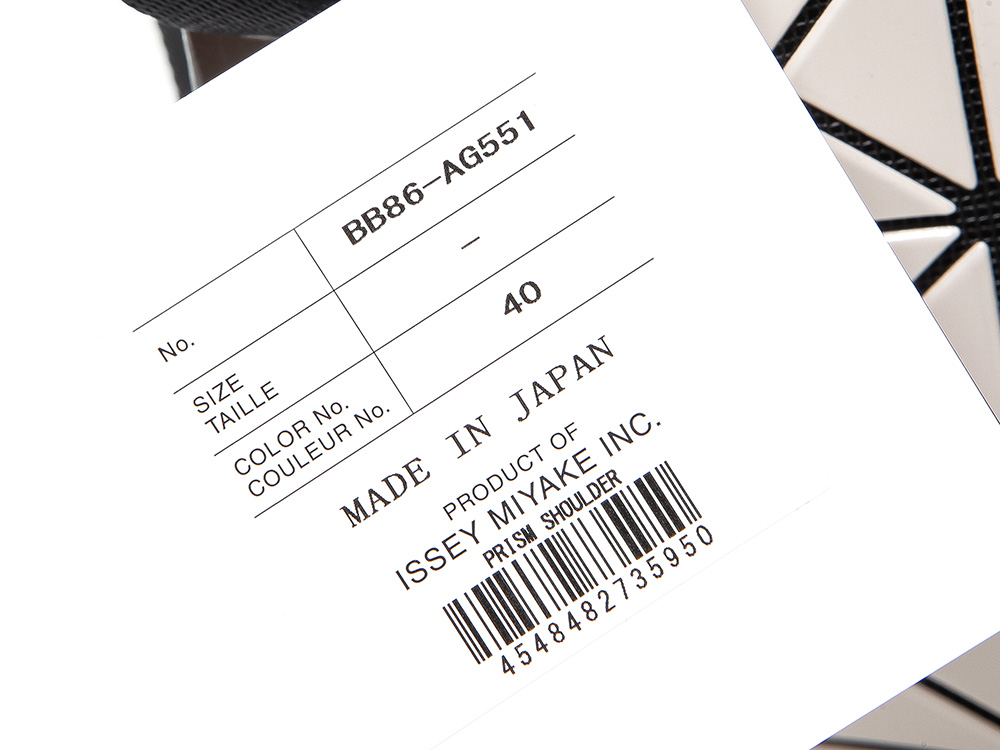 No. BB86-AG551
SIZE
TAILLE
-
COLOR No.
COULEUR No.
40
MADE IN JAPAN
PRODUCT OF
ISSEY MIYAKE INC.
PRISM SHOULDER
4548482735950